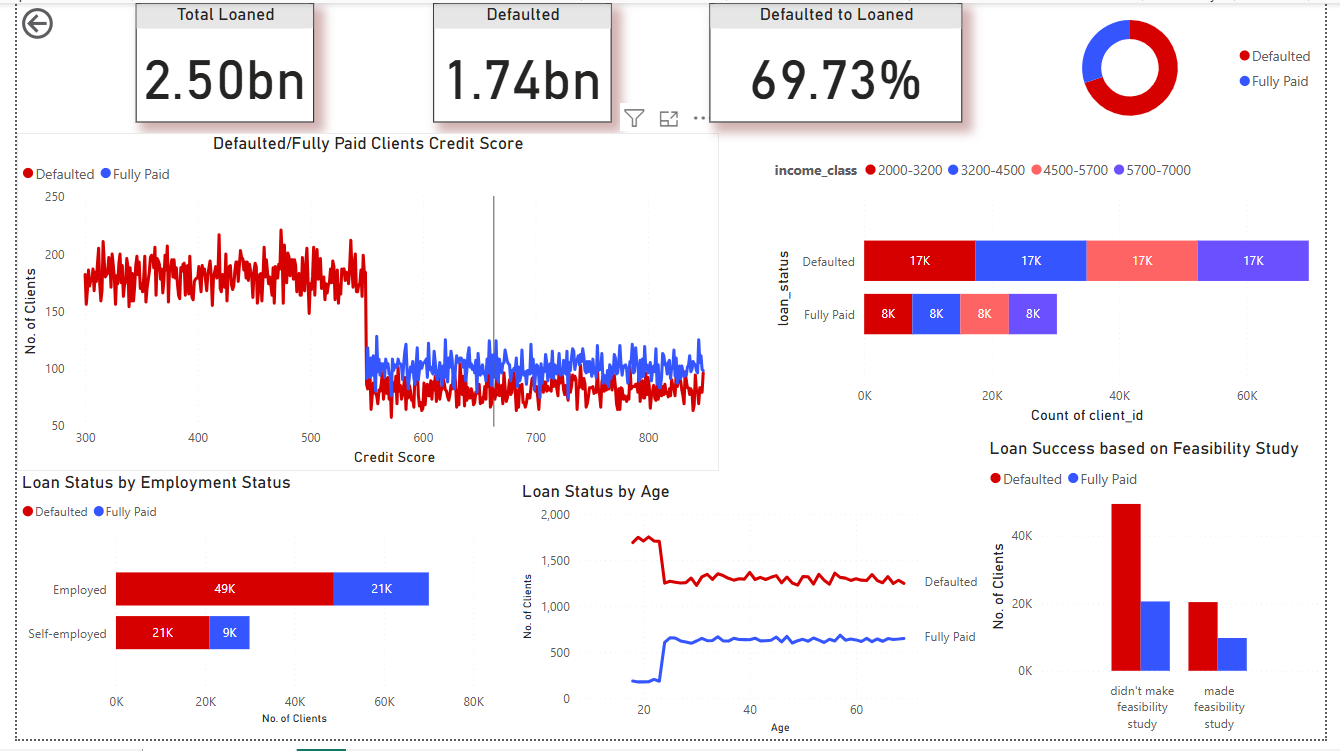 Total Loaned
2.50bn
Defaulted
1.74bn
Defaulted to Loaned
69.73%
Defaulted
Fully Paid
Defaulted/Fully Paid Clients Credit Score
Defaulted Fully Paid
250
200
150
100
50
No. of Clients
300 400 500 600 700 800
Credit Score
income_class 2000-3200 3200-4500 4500-5700 5700-7000
loan_status
Defaulted 17K 17K 17K 17K
Fully Paid 8K 8K 8K 8K
0K 20K 40K 60K
Count of client_id
Loan Status by Employment Status
Defaulted Fully Paid
Employed 49K 21K
Self-employed 21K 9K
0K 20K 40K 60K 80K
No. of Clients
Loan Status by Age
2,000
1,500
1,000
500
0
No. of Clients
Defaulted
Fully Paid
20 40 60
Age
Loan Success based on Feasibility Study
Defaulted Fully Paid
40K
20K
0K
No. of Clients
didn't make
feasibility
study
made
feasibility
study